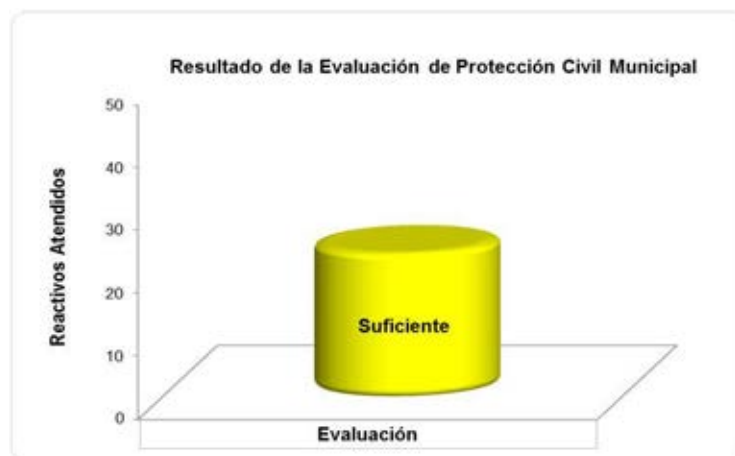 Resultado de la Evaluación de Protección Civil Municipal
Reactivos Atendidos
50
40
30
20
10
0
Suficiente
Evaluación